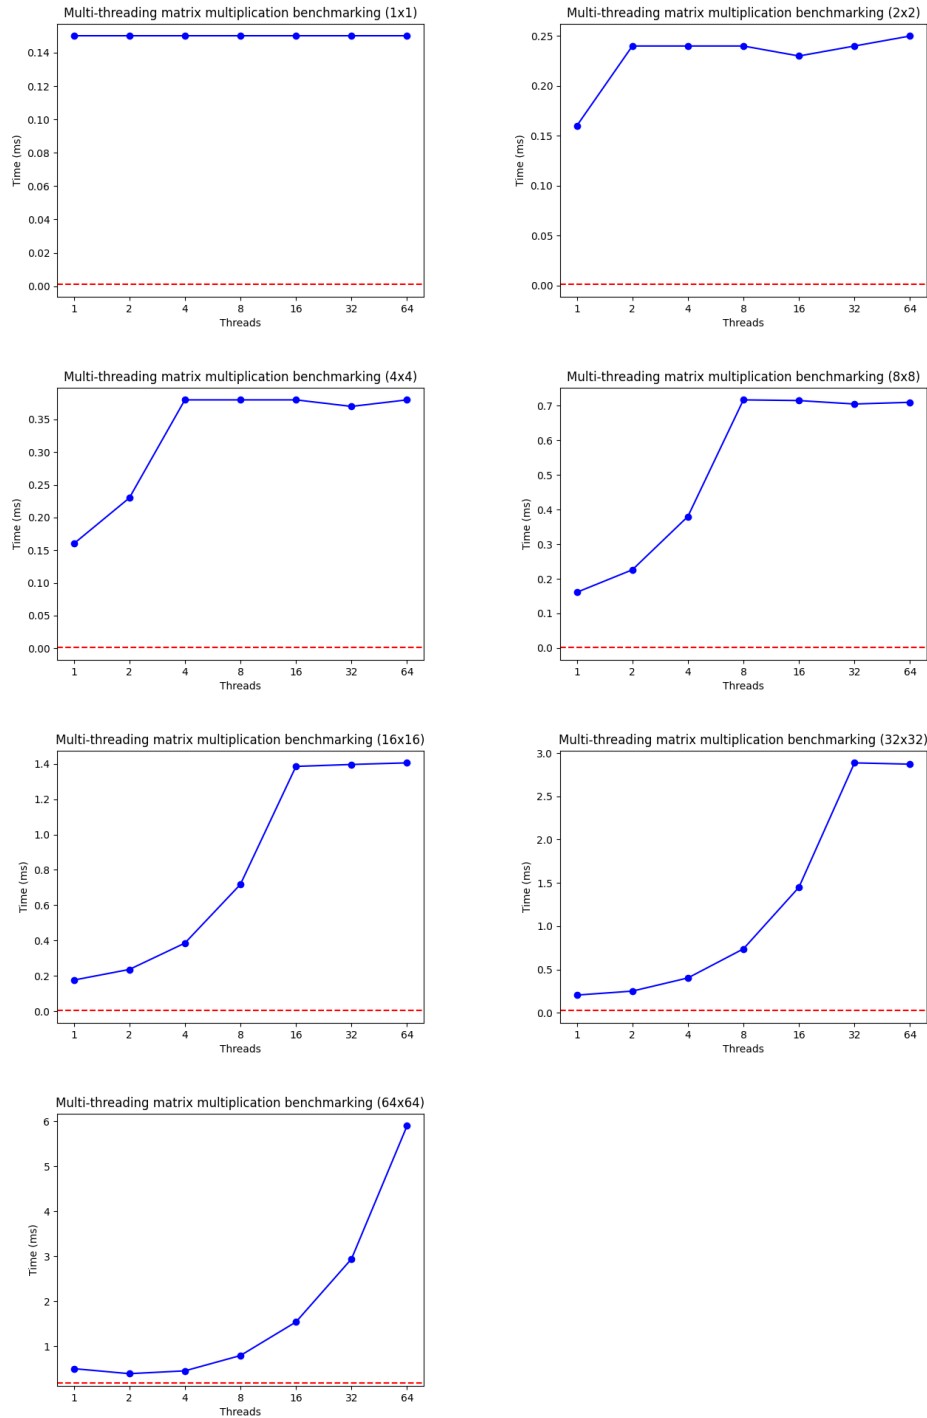 Multi-threading matrix multiplication benchmarking (1x1)
0.14
0.12
0.10
0.08
0.06
0.04
0.02
0.00
Time (ms)
1 2 4 8 16 32 64
Threads
Multi-threading matrix multiplication benchmarking (2x2)
0.25
0.20
0.15
0.10
0.05
0.00
Time (ms)
1 2 4 8 16 32 64
Threads
Multi-threading matrix multiplication benchmarking (4x4)
0.35
0.30
0.25
0.20
0.15
0.10
0.05
0.00
Time (ms)
1 2 4 8 16 32 64
Threads
Multi-threading matrix multiplication benchmarking (8x8)
0.7
0.6
0.5
0.4
0.3
0.2
0.1
0.0
Time (ms)
1 2 4 8 16 32 64
Threads
Multi-threading matrix multiplication benchmarking (16x16)
1.4
1.2
1.0
0.8
0.6
0.4
0.2
0.0
Time (ms)
1 2 4 8 16 32 64
Threads
Multi-threading matrix multiplication benchmarking (32x32)
3.0
2.5
2.0
1.5
1.0
0.5
0.0
Time (ms)
1 2 4 8 16 32 64
Threads
Multi-threading matrix multiplication benchmarking (64x64)
6
5
4
3
2
1
Time (ms)
1 2 4 8 16 32 64
Threads